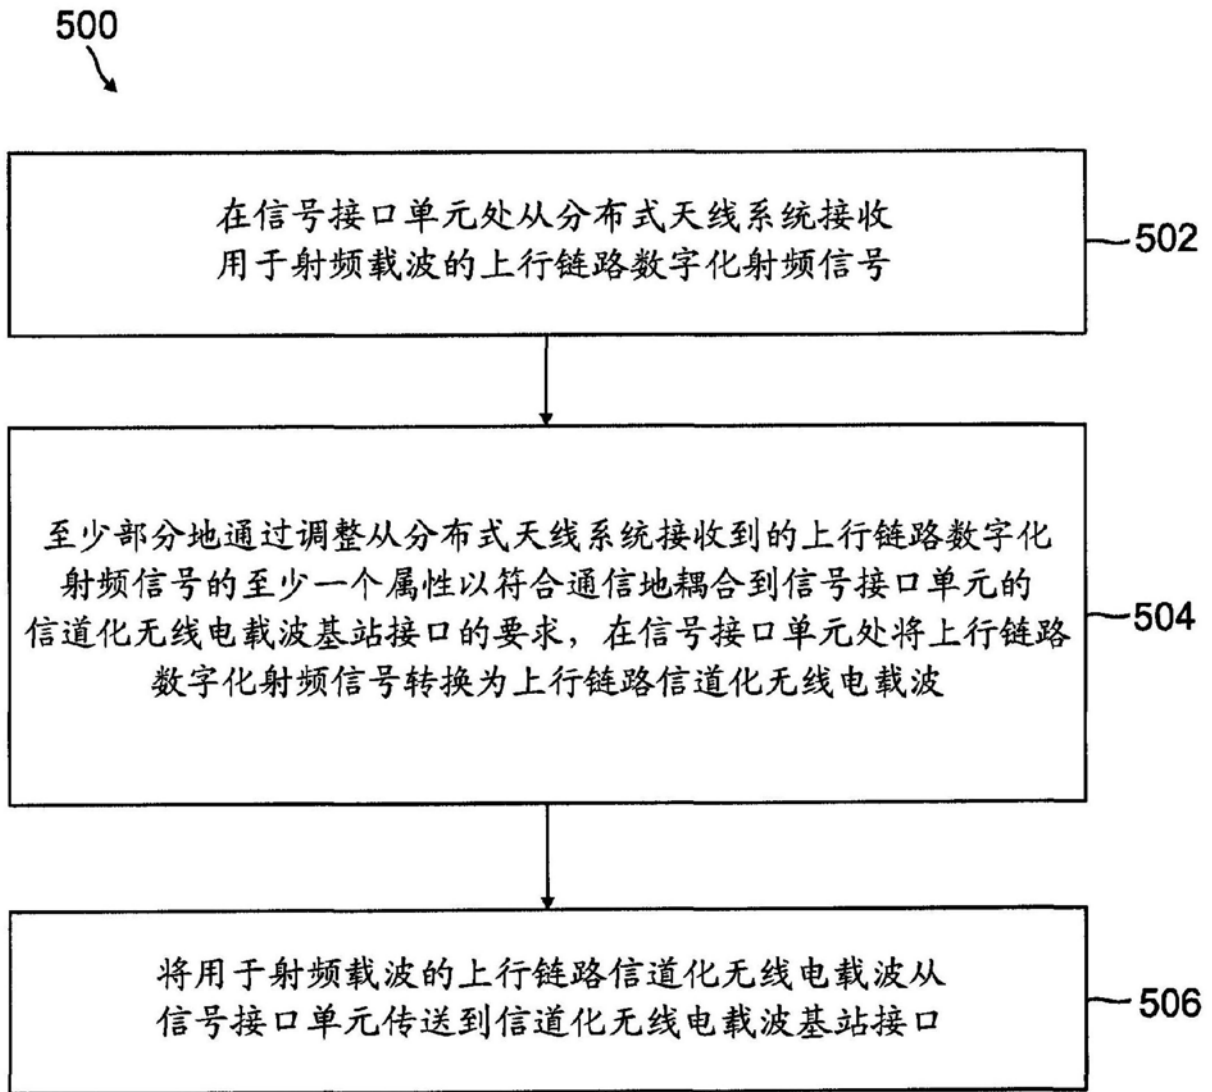 500
在信号接口单元处从分布式天线系统接收
用于射频载波的上行链路数字化射频信号
502
至少部分地通过调整从分布式天线系统接收到的上行链路数字化
射频信号的至少一个属性以符合通信地耦合到信号接口单元的
信道化无线电载波基站接口的要求，在信号接口单元处将上行链路
数字化射频信号转换为上行链路信道化无线电载波
504
将用于射频载波的上行链路信道化无线电载波从
信号接口单元传送到信道化无线电载波基站接口
506